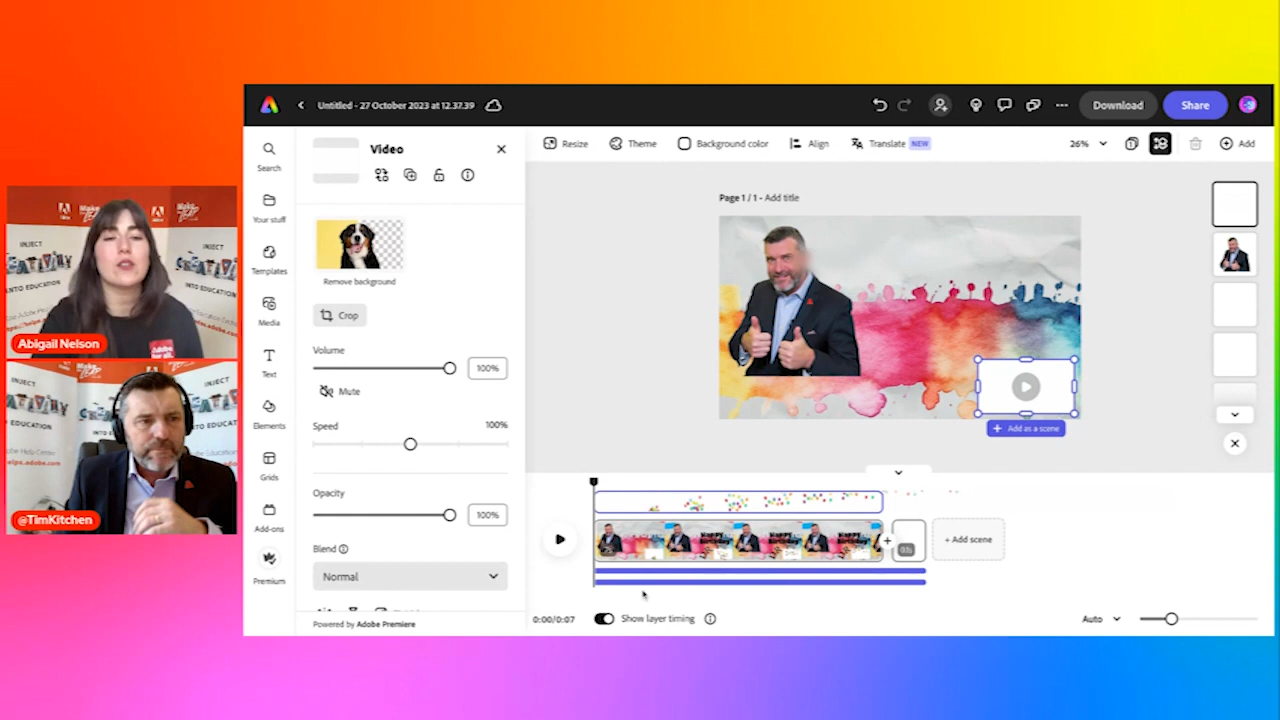 Untitled - 27 October 2023 at 12.37.39
Download
Share
Search
Your stuff
Templates
Media
Text
Elements
Grids
Add-ons
Premium
Video
Remove background
Crop
Volume
100%
Mute
Speed
100%
Opacity
100%
Blend
Normal
Powered by Adobe Premiere
Resize
Theme
Background color
Align
Translate NEW
26%
Add
Page 1 / 1 - Add title
+ Add as a scene
+ Add scene
0:00/0:07
Show layer timing
Auto
INJECT
CREATIVITY
INTO EDUCATION
Abigail Nelson
INJECT
INTO EDUCATION
@TimKitchen